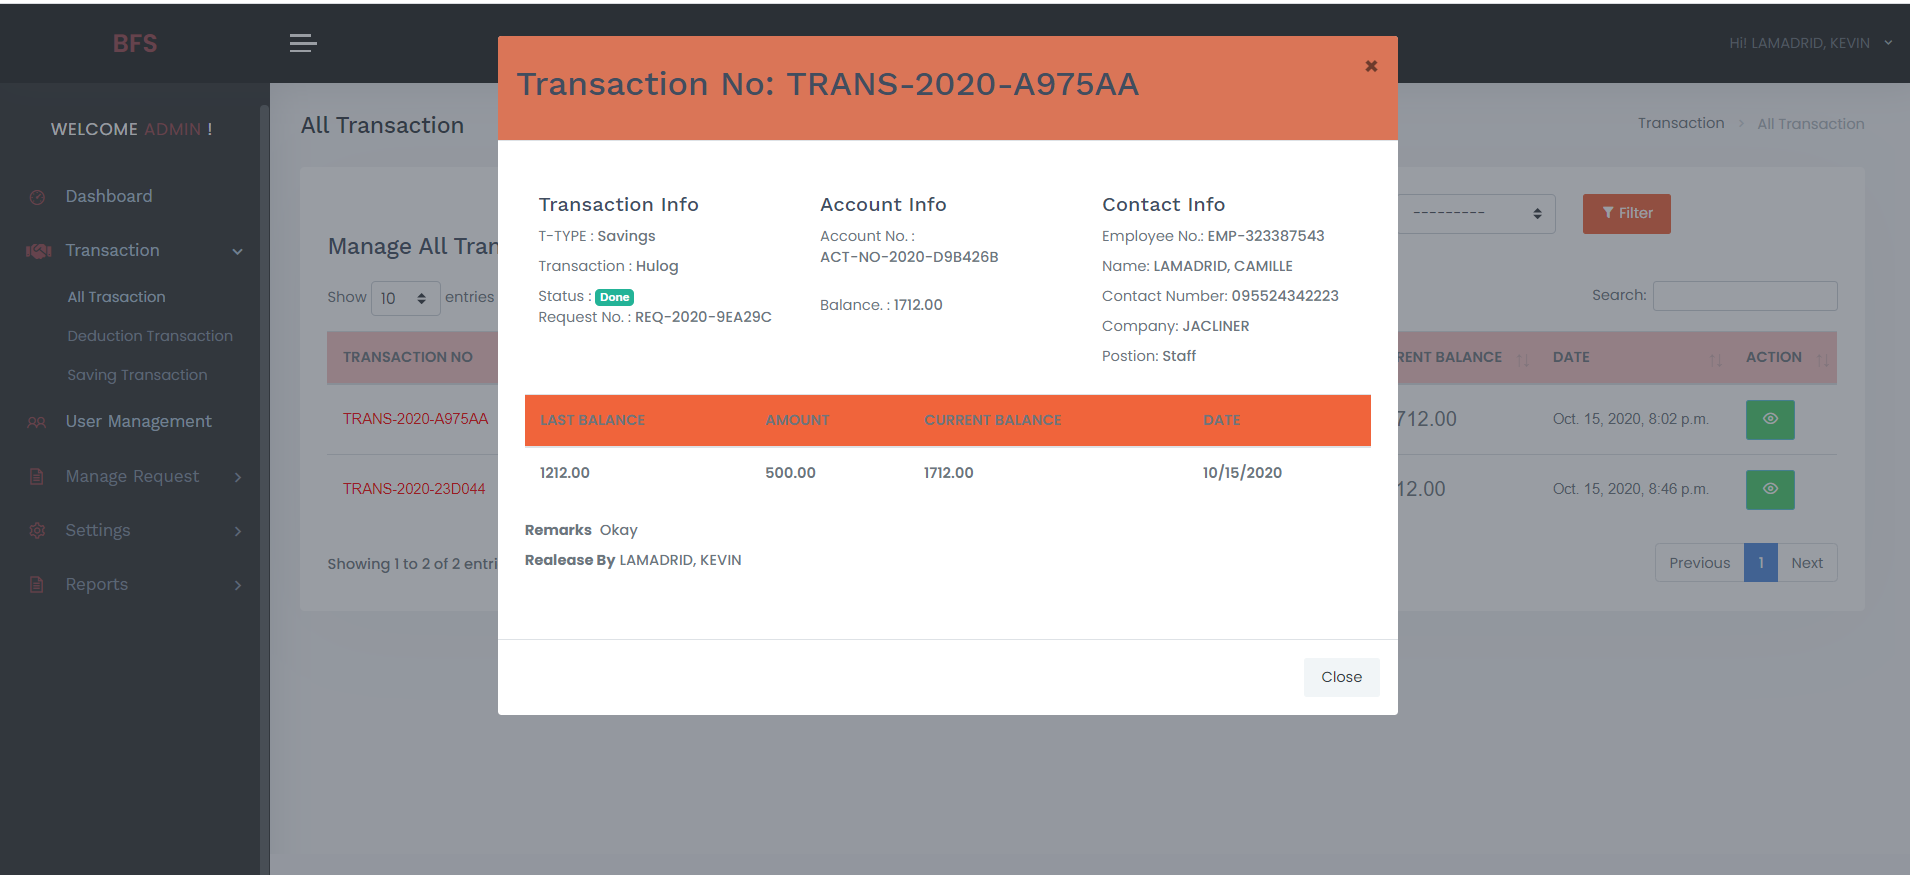 BFS
Hi! LAMADRID, KEVIN
WELCOME ADMIN !
Dashboard
Transaction
All Trasaction
Deduction Transaction
Saving Transaction
User Management
Manage Request
Settings
Reports
All Transaction
Transaction > All Transaction
Manage All
---------
Filter
Show 10 entries
Search:
TRANSACTION NO
BALANCE DATE ACTION
TRANS-2020-A975AA
712.00 Oct. 15, 2020, 8:02 p.m.
TRANS-2020-23D044
12.00 Oct. 15, 2020, 8:46 p.m.
Showing 1 to 2 of 2
Previous 1 Next
Transaction No: TRANS-2020-A975AA
Transaction Info
T-TYPE : Savings
Transaction : Hulog
Status : Done
Request No. : REQ-2020-9EA29C
Account Info
Account No. :
ACT-NO-2020-D9B426B
Balance. : 1712.00
Contact Info
Employee No.: EMP-323387543
Name: LAMADRID, CAMILLE
Contact Number: 095524342223
Company: JACLINER
Postion: Staff
LAST BALANCE AMOUNT CURRENT BALANCE DATE
1212.00 500.00 1712.00 10/15/2020
Remarks Okay
Realease By LAMADRID, KEVIN
Close